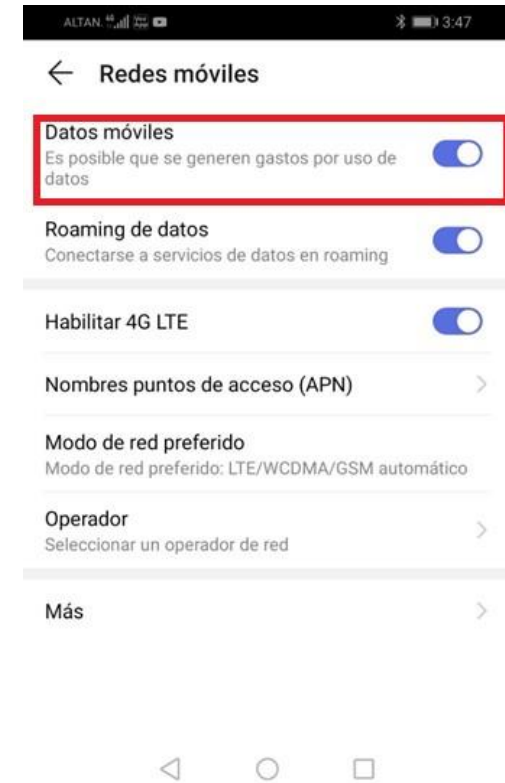 ALTAN. 3:47
Redes móviles
Datos móviles
Es posible que se generen gastos por uso de
datos
Roaming de datos
Conectarse a servicios de datos en roaming
Habilitar 4G LTE
Nombres puntos de acceso (APN)
Modo de red preferido
Modo de red preferido: LTE/WCDMA/GSM automático
Operador
Seleccionar un operador de red
Más